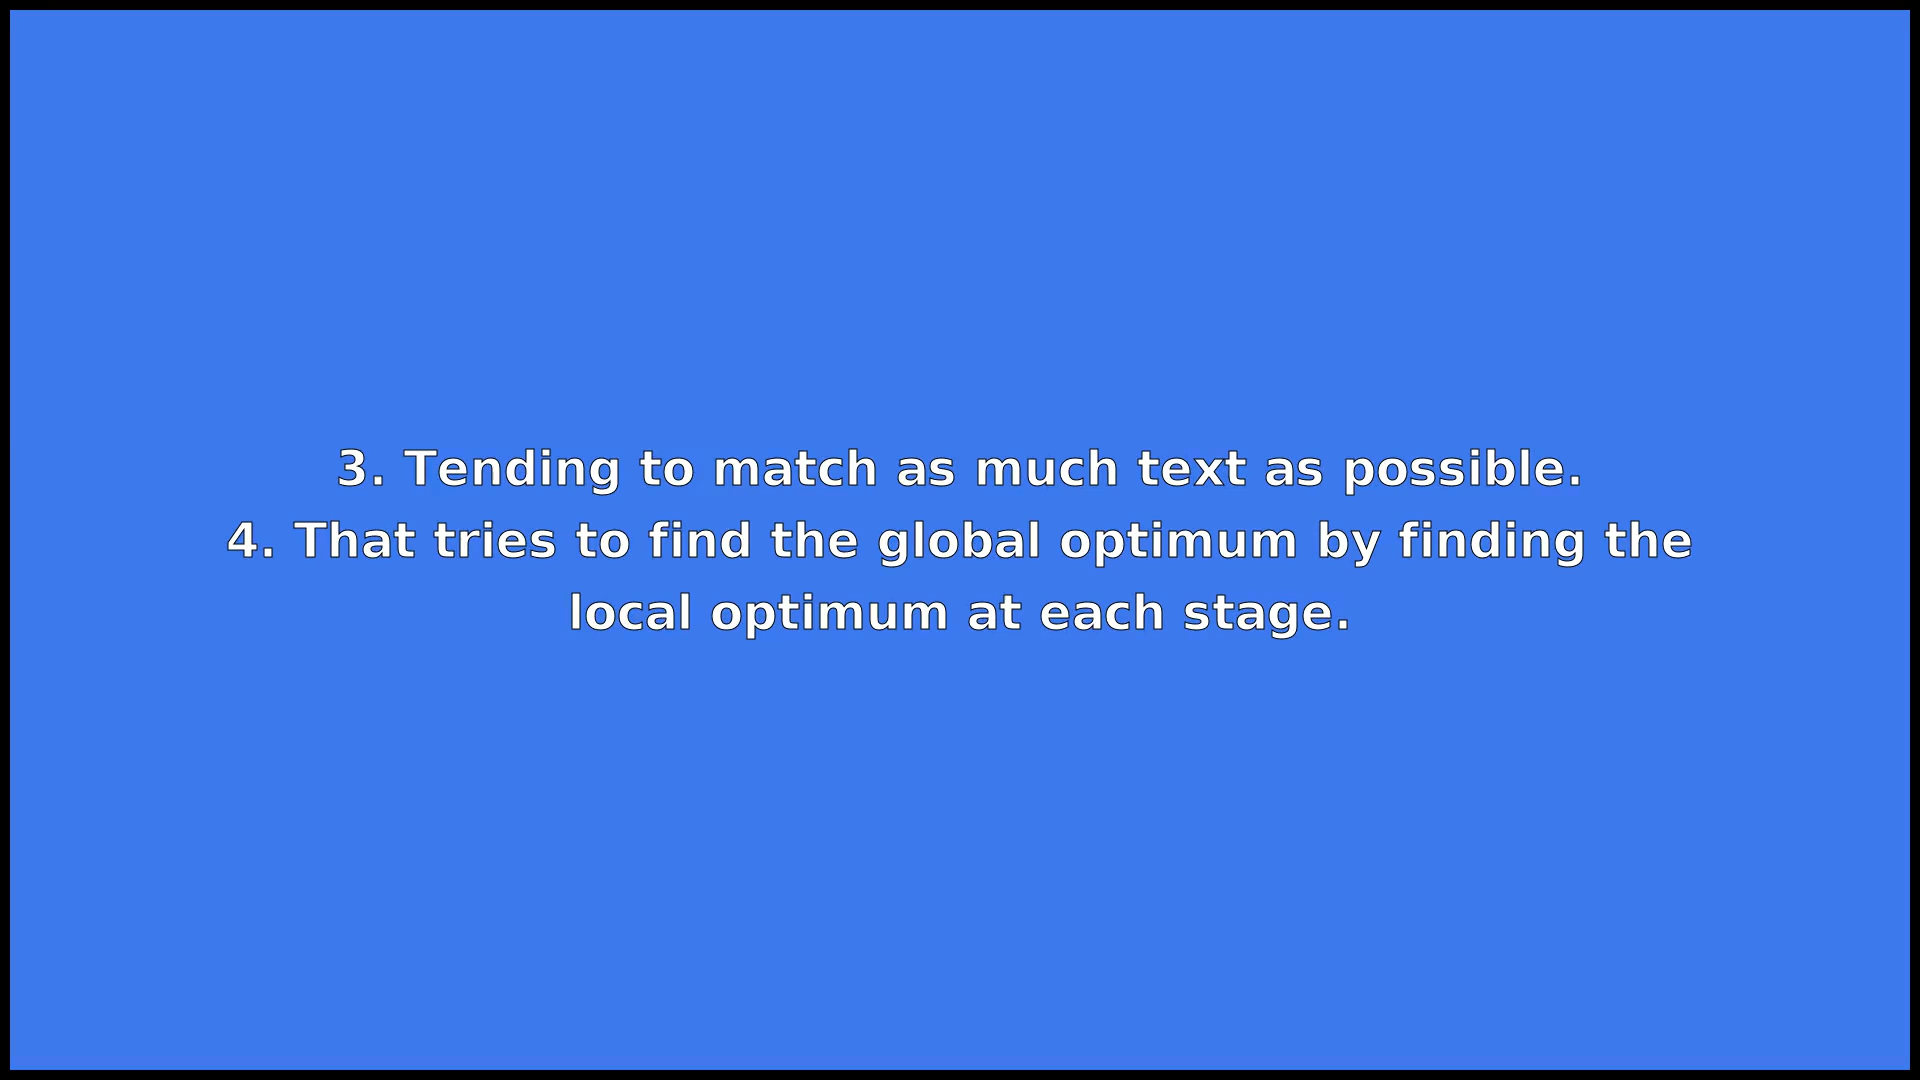 3. Tending to match as much text as possible.
4. That tries to find the global optimum by finding the
local optimum at each stage.